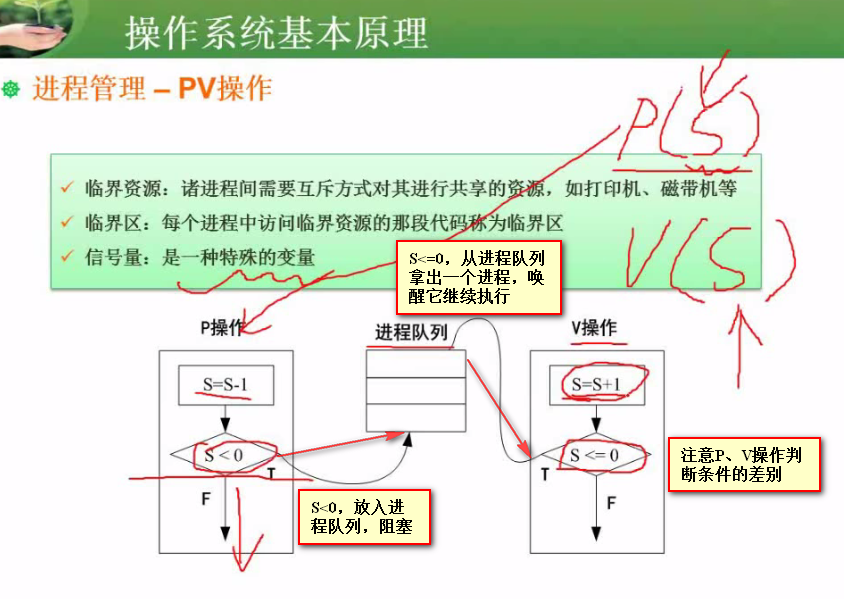 操作系统基本原理
进程管理 – PV操作
P(S)
临界资源：诸进程间需要互斥方式对其进行共享的资源，如打印机、磁带机等
临界区：每个进程中访问临界资源的那段代码称为临界区
信号量：是一种特殊的变量
V(S)
S<=0，从进程队列
拿出一个进程，唤
醒它继续执行
P操作
进程队列
V操作
S=S-1
S=S+1
S < 0
S <= 0
T
T
F
F
S<0，放入进
程队列，阻塞
注意P、V操作判
断条件的差别